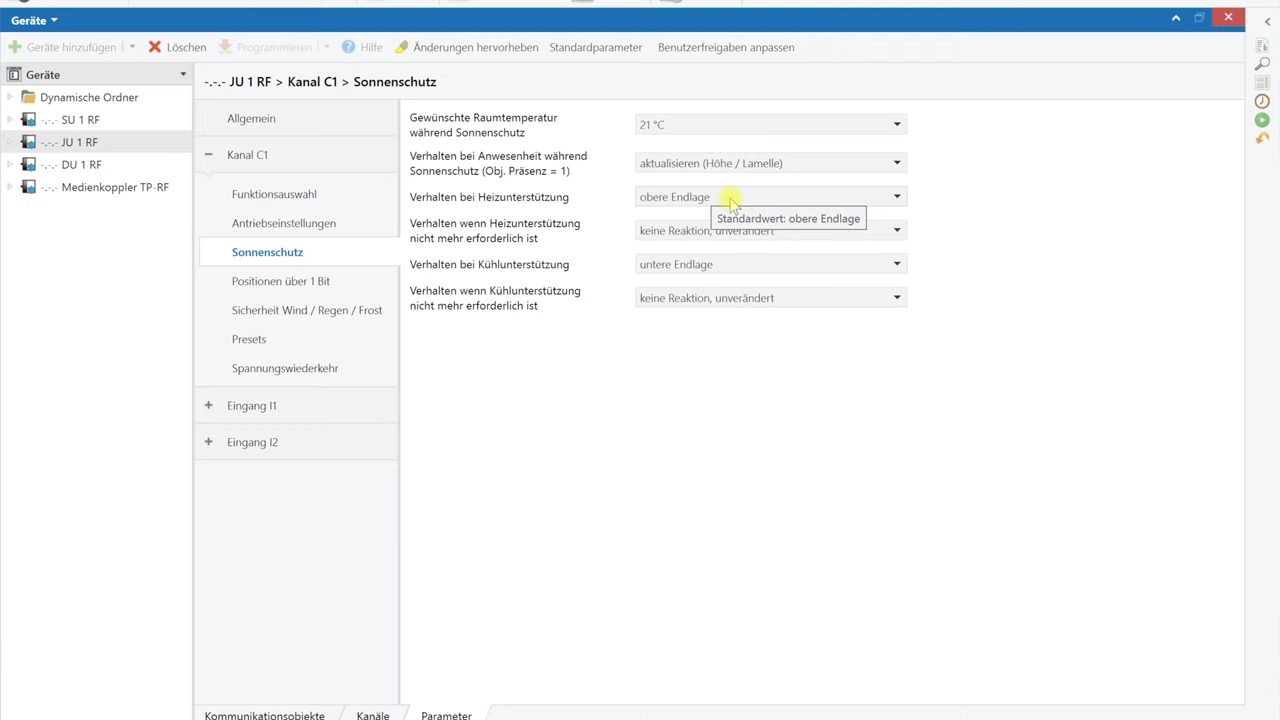 Geräte
Geräte hinzufügen
Löschen
Programmieren
Hilfe
Änderungen hervorheben
Standardparameter
Benutzerfreigaben anpassen
Geräte
Dynamische Ordner
-.-.- SU 1 RF
-.-.- JU 1 RF
-.-.- DU 1 RF
-.-.- Medienkoppler TP-RF
-.-.- JU 1 RF > Kanal C1 > Sonnenschutz
Allgemein
Kanal C1
Funktionsauswahl
Antriebseinstellungen
Sonnenschutz
Positionen über 1 Bit
Sicherheit Wind / Regen / Frost
Presets
Spannungswiederkehr
Eingang I1
Eingang I2
Gewünschte Raumtemperatur
während Sonnenschutz
21 °C
Verhalten bei Anwesenheit während
Sonnenschutz (Obj. Präsenz = 1)
aktualisieren (Höhe / Lamelle)
Verhalten bei Heizunterstützung
obere Endlage
Standardwert: obere Endlage
Verhalten wenn Heizunterstützung
nicht mehr erforderlich ist
keine Reaktion, unverändert
Verhalten bei Kühlunterstützung
untere Endlage
Verhalten wenn Kühlunterstützung
nicht mehr erforderlich ist
keine Reaktion, unverändert
Kommunikationsobjekte
Kanäle
Parameter